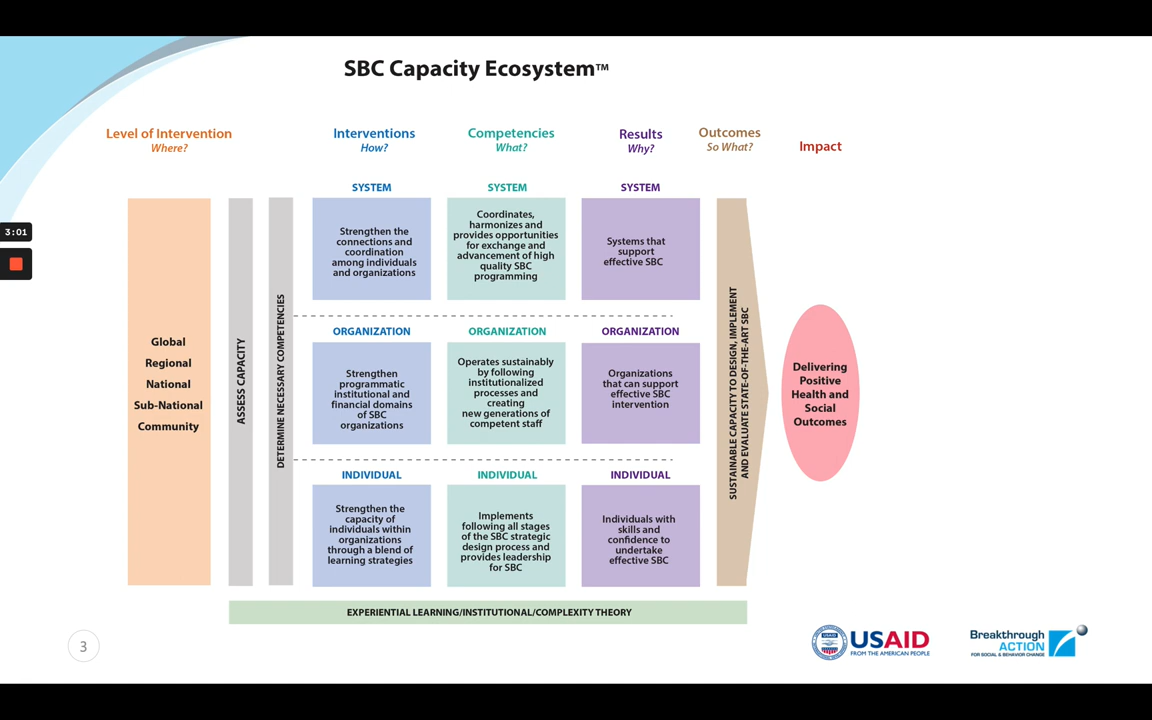 SBC Capacity Ecosystem™
Level of Intervention
Where?
Interventions
How?
Competencies
What?
Results
Why?
Outcomes
So What?
Impact
3:01
Global
Regional
National
Sub-National
Community
ASSESS CAPACITY
DETERMINE NECESSARY COMPETENCIES
SYSTEM
Strengthen the
connections and
coordination
among individuals
and organizations
SYSTEM
Coordinates,
harmonizes and
provides opportunities
for exchange and
advancement of high
quality SBC
programming
SYSTEM
Systems that
support
effective SBC
ORGANIZATION
Strengthen
programmatic
institutional and
financial domains
of SBC
organizations
ORGANIZATION
Operates sustainably
by following
institutionalized
processes and
creating
new generations of
competent staff
ORGANIZATION
Organizations
that can support
effective SBC
intervention
INDIVIDUAL
Strengthen the
capacity of
individuals within
organizations
through a blend of
learning strategies
INDIVIDUAL
Implements
following all stages
of the SBC strategic
design process and
provides leadership
for SBC
INDIVIDUAL
Individuals with
skills and
confidence to
undertake
effective SBC
SUSTAINABLE CAPACITY TO DESIGN, IMPLEMENT
AND EVALUATE STATE-OF-THE-ART SBC
Delivering
Positive
Health and
Social
Outcomes
EXPERIENTIAL LEARNING/INSTITUTIONAL/COMPLEXITY THEORY
3
USAID
USAID
FROM THE AMERICAN PEOPLE
Breakthrough
ACTION
FOR SOCIAL & BEHAVIOR CHANGE